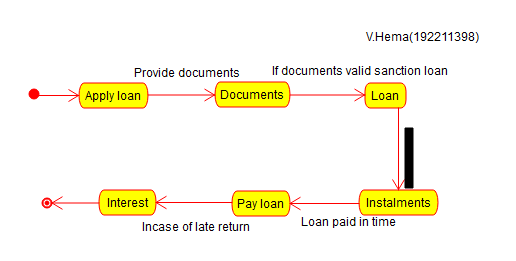 V.Hema(192211398)
Provide documents
If documents valid sanction loan
Apply loan
Documents
Loan
Interest
Pay loan
Instalments
Incase of late return
Loan paid in time